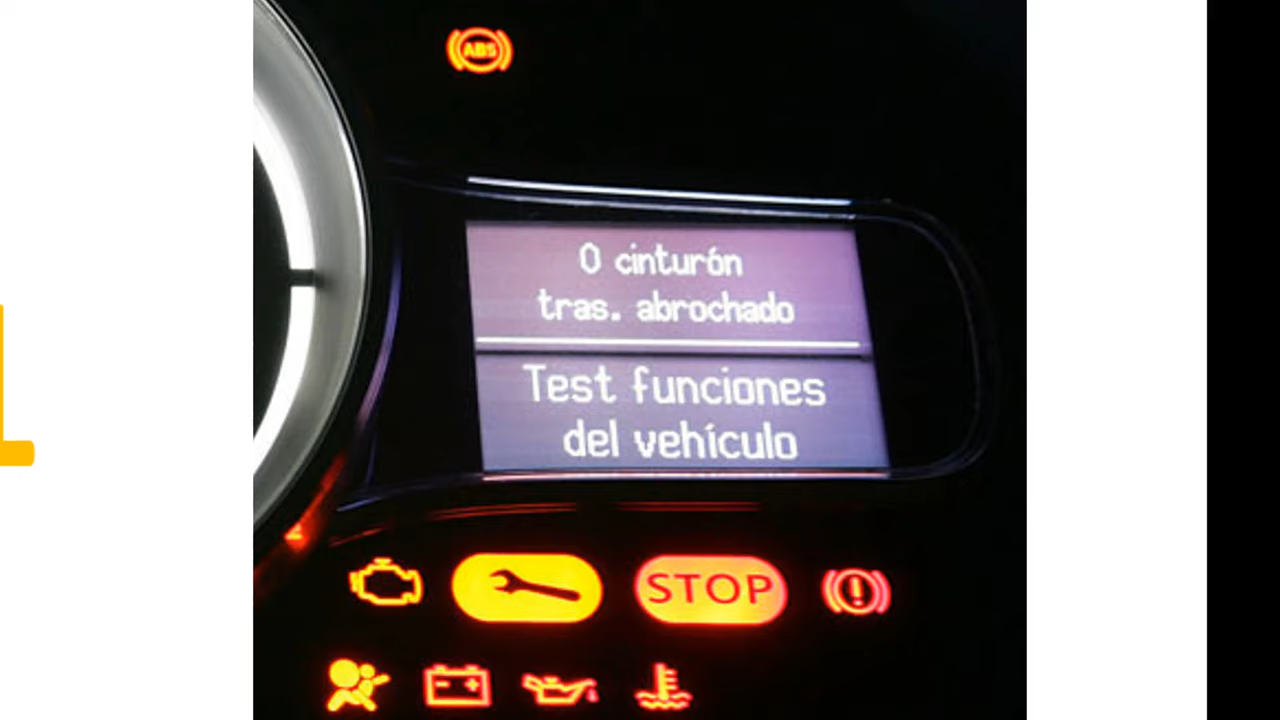 ABS
0 cinturón
tras. abrochado
Test funciones
del vehículo
STOP